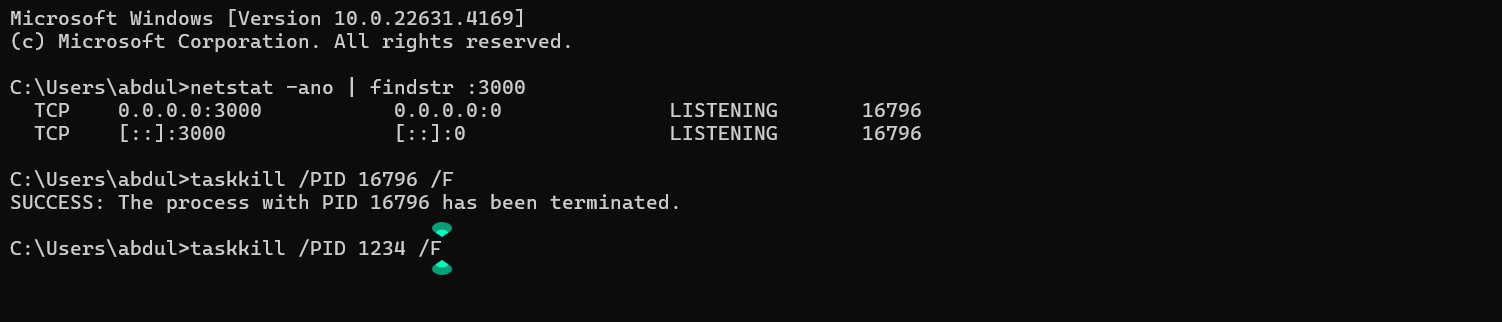 Microsoft Windows [Version 10.0.22631.4169]
(c) Microsoft Corporation. All rights reserved.
C:\Users\abdul>netstat -ano | findstr :3000
TCP    0.0.0.0:3000           0.0.0.0:0              LISTENING       16796
TCP    [::]:3000              [::]:0                 LISTENING       16796
C:\Users\abdul>taskkill /PID 16796 /F
SUCCESS: The process with PID 16796 has been terminated.
C:\Users\abdul>taskkill /PID 1234 /F